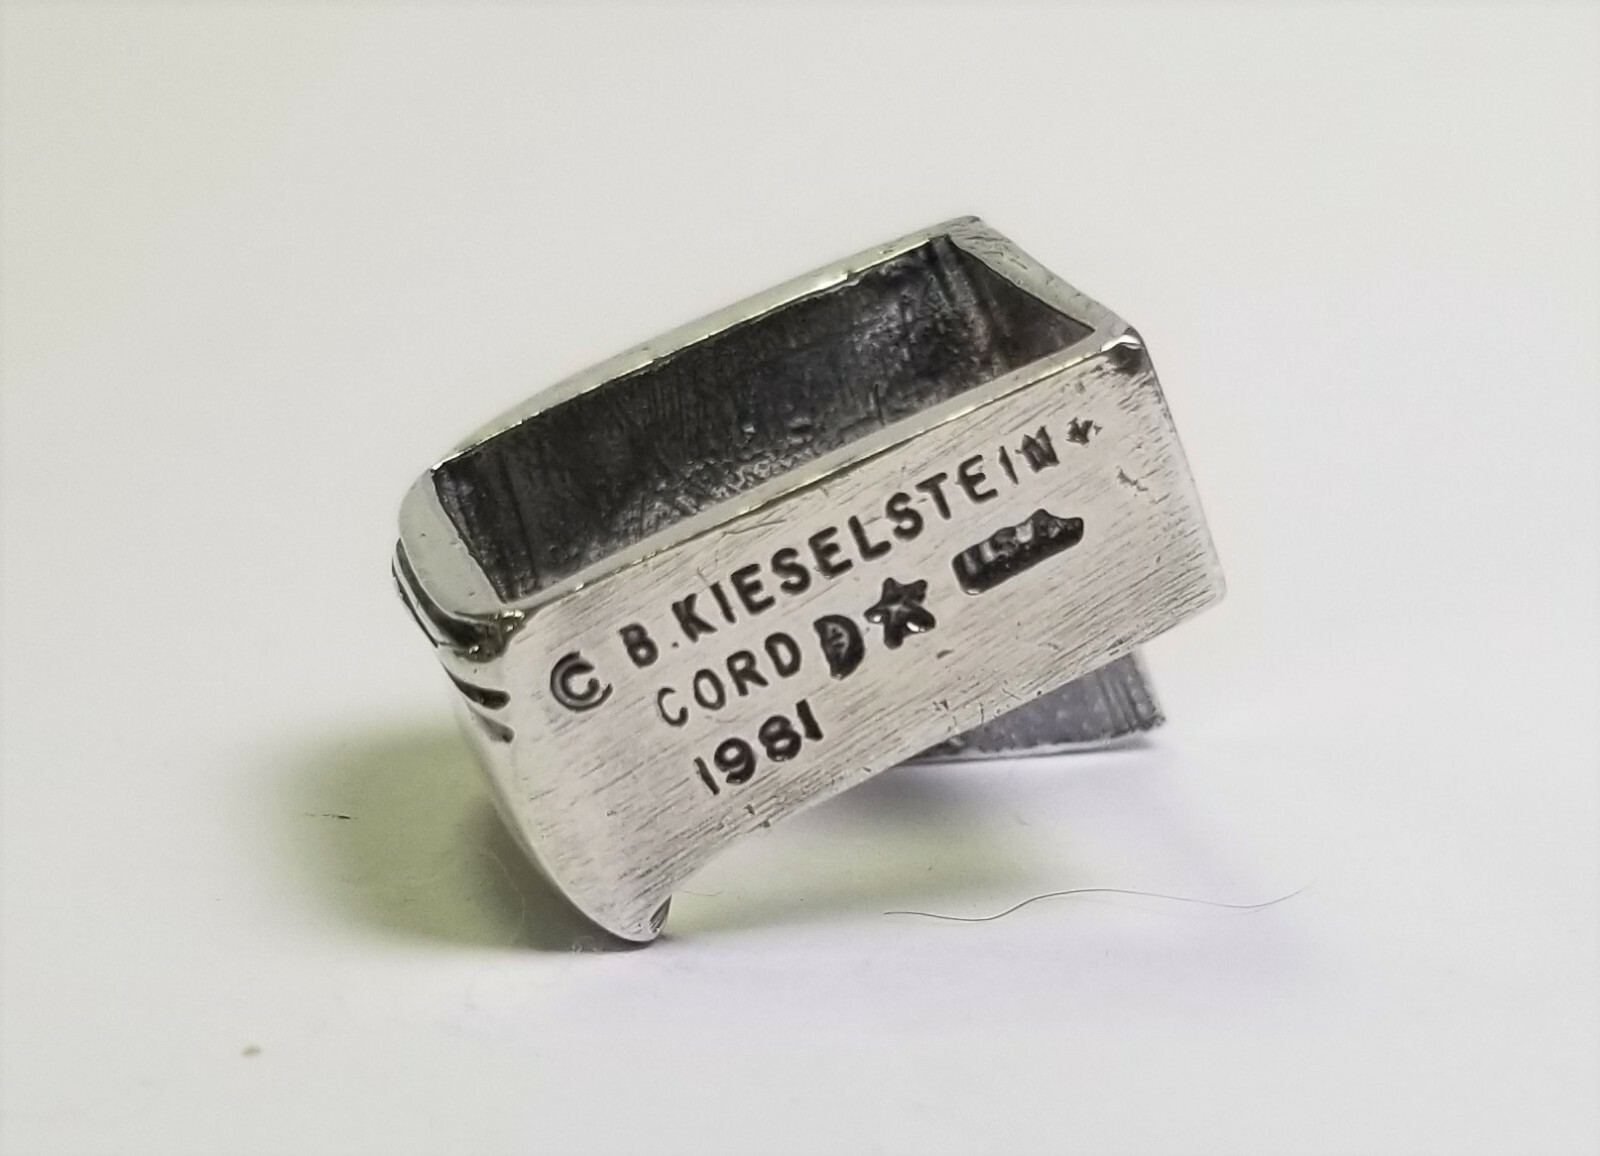 © B.KIESELSTEIN+
CORD D★ U.S.A.
1981